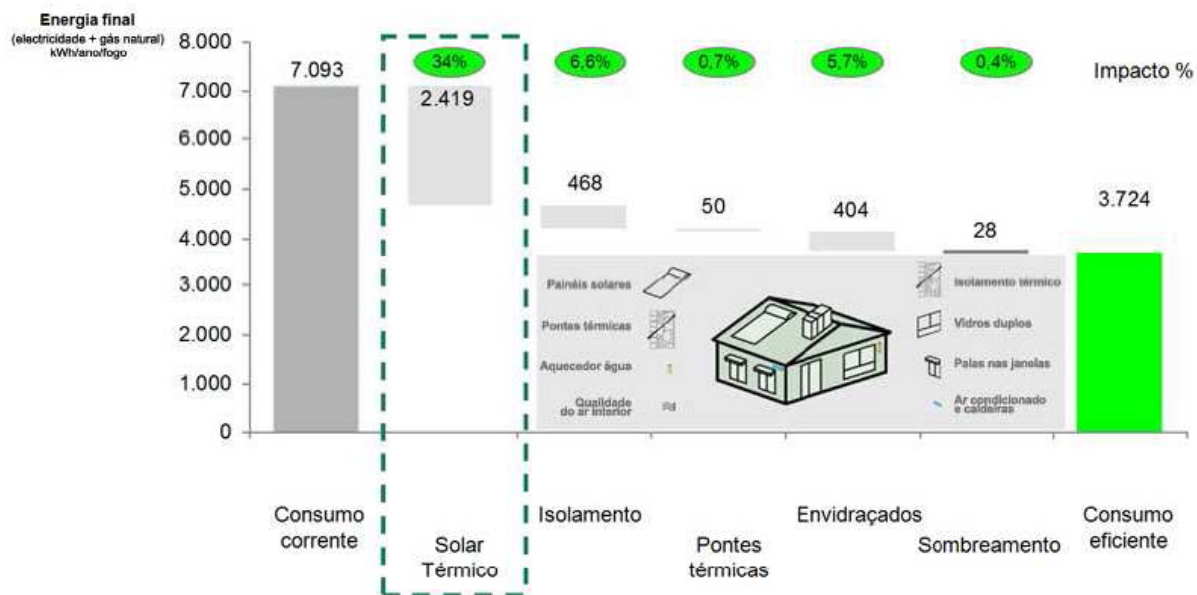 Energia final
(electricidade + gás natural)
kWh/ano/fogo
8.000
7.000
6.000
5.000
4.000
3.000
2.000
1.000
0
34%
6,6%
0,7%
5,7%
0,4%
Impacto %
7.093
2.419
468
50
404
28
3.724
Painéis solares
Pontes térmicas
Aquecedor água
Qualidade
do ar interior
Isolamento térmico
Vidros duplos
Palas nas janelas
Ar condicionado
e caldeiras
Consumo
corrente
Solar
Térmico
Isolamento
Pontes
térmicas
Envidraçados
Sombreamento
Consumo
eficiente